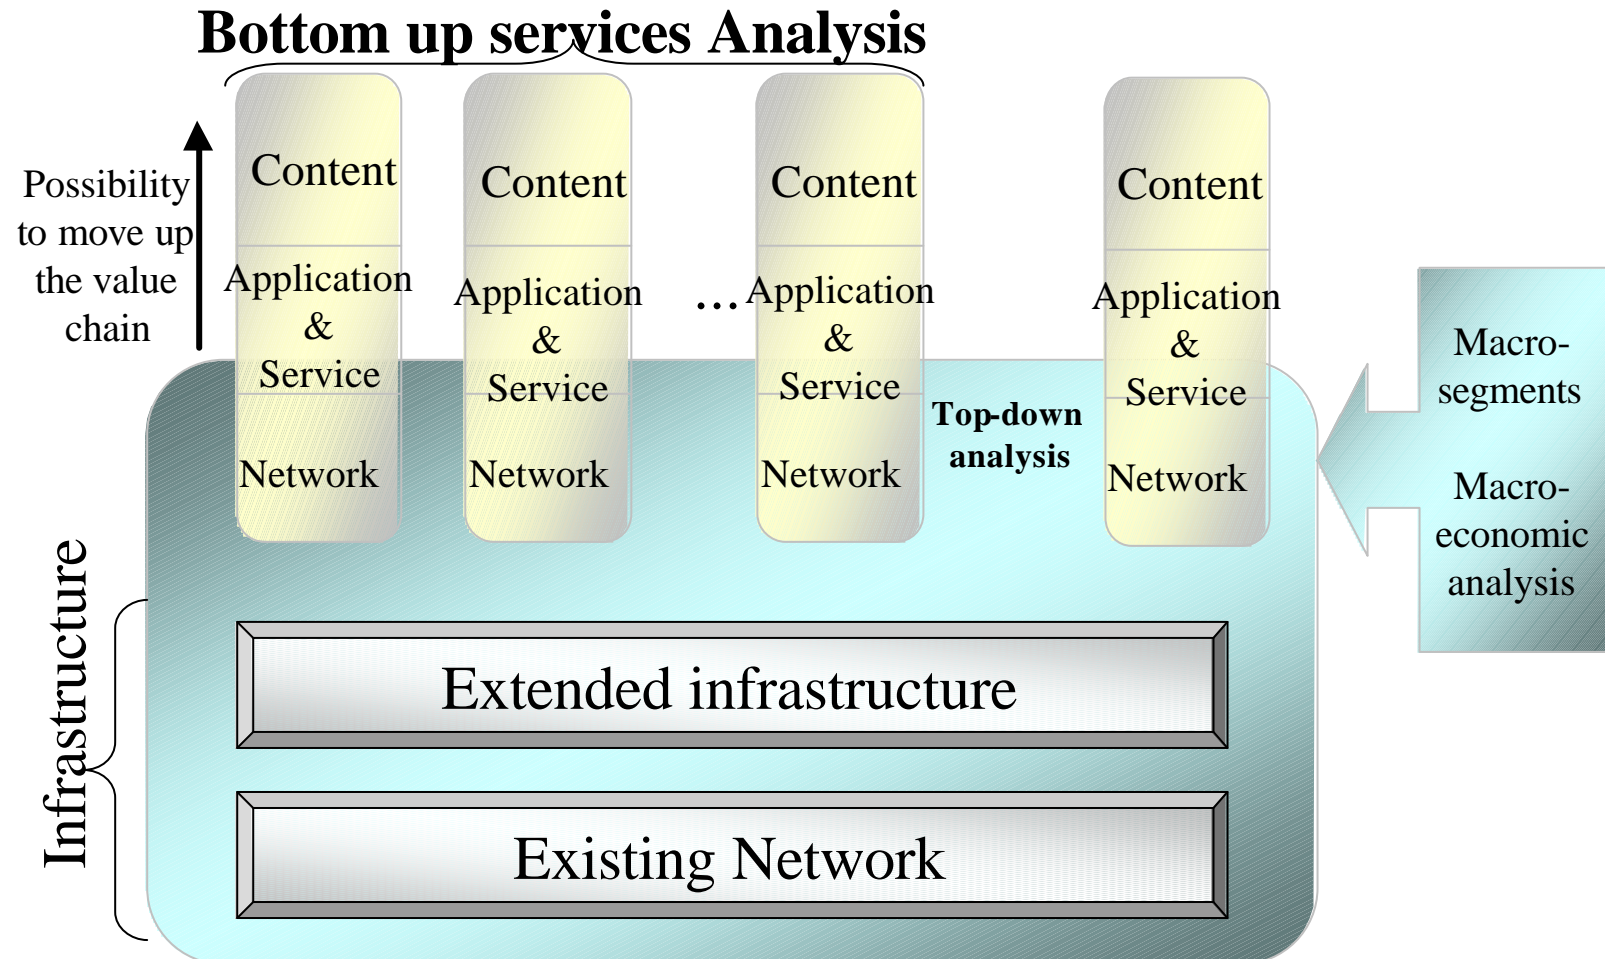 Bottom up services Analysis
Possibility
to move up
the value
chain
Content
Application
&
Service
Network
Content
Application
&
Service
Network
...
Content
Application
&
Service
Network
Top-down
analysis
Content
Application
&
Service
Network
Macro-
segments
Macro-
economic
analysis
Infrastructure
Extended infrastructure
Existing Network